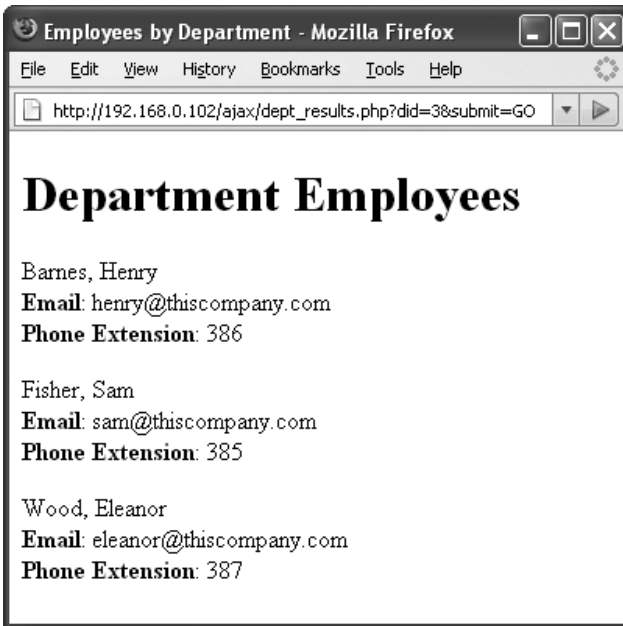 Employees by Department - Mozilla Firefox
File Edit View History Bookmarks Tools Help
http://192.168.0.102/ajax/dept_results.php?did=3&submit=GO
Department Employees
Barnes, Henry
Email: henry@thiscompany.com
Phone Extension: 386
Fisher, Sam
Email: sam@thiscompany.com
Phone Extension: 385
Wood, Eleanor
Email: eleanor@thiscompany.com
Phone Extension: 387